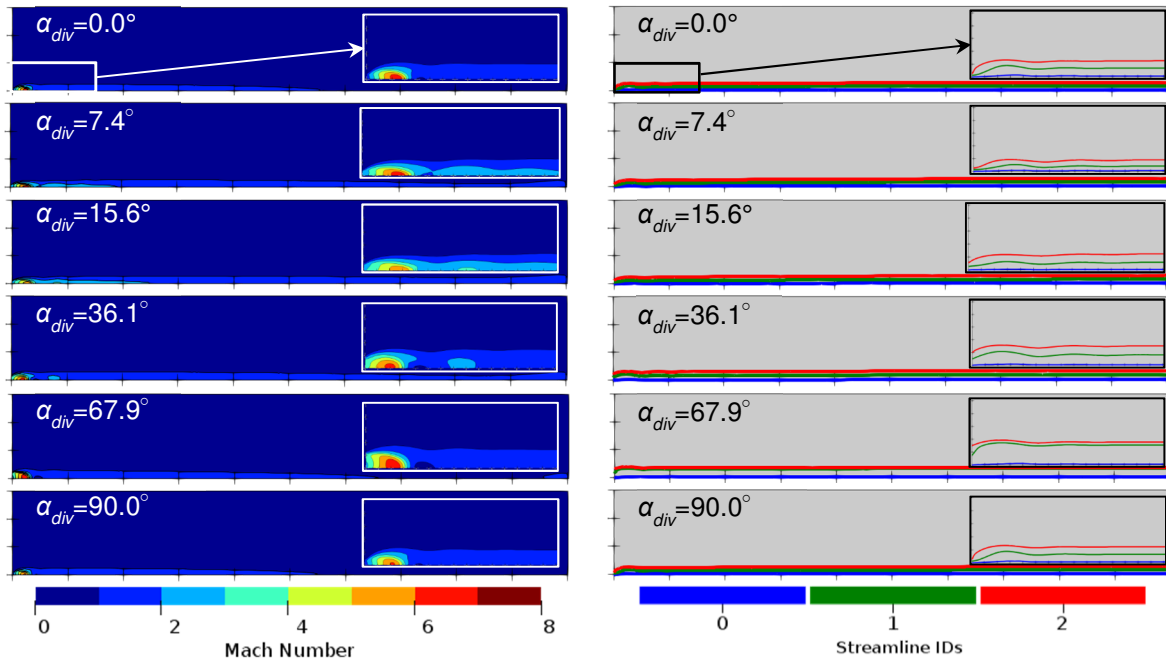 α_div=0.0°
α_div=7.4°
α_div=15.6°
α_div=36.1°
α_div=67.9°
α_div=90.0°
0 2 4 6 8
Mach Number
α_div=0.0°
α_div=7.4°
α_div=15.6°
α_div=36.1°
α_div=67.9°
α_div=90.0°
0 1 2
Streamline IDs